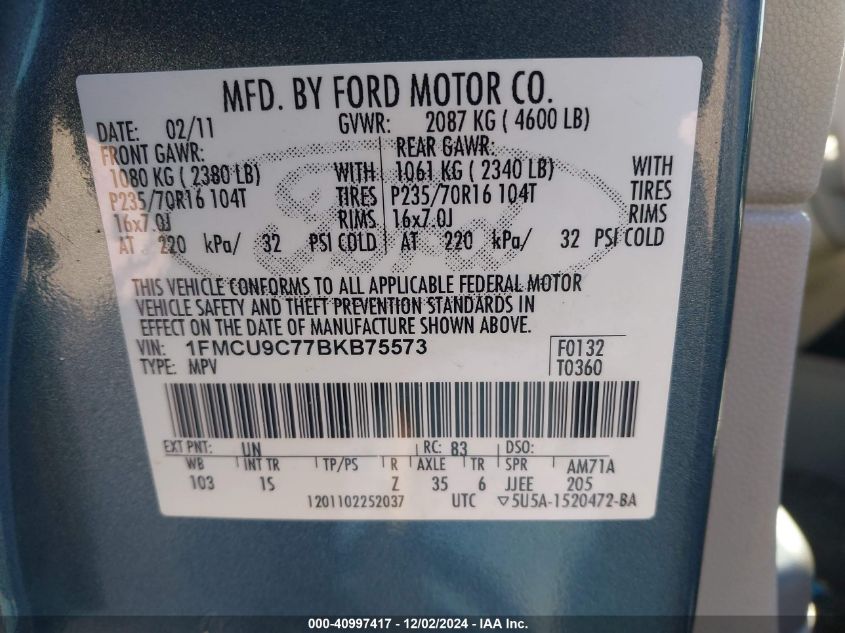 MFD. BY FORD MOTOR CO.
DATE: 02/11 GVWR: 2087 KG ( 4600 LB)
FRONT GAWR: REAR GAWR:
1080 KG ( 2380 LB) WITH 1061 KG ( 2340 LB) WITH
P235/70R16 104T TIRES P235/70R16 104T TIRES
16x7.0J RIMS 16x7.0J RIMS
AT 220 kPa/ 32 PSI COLD AT 220 kPa/ 32 PSI COLD
Ford
THIS VEHICLE CONFORMS TO ALL APPLICABLE FEDERAL MOTOR
VEHICLE SAFETY AND THEFT PREVENTION STANDARDS IN
EFFECT ON THE DATE OF MANUFACTURE SHOWN ABOVE.
VIN: 1FMCU9C77BKB75573 F0132
TYPE: MPV T0360
EXT PNT: UN RC: 83 DSO:
WB INT TR TP/PS R AXLE TR SPR AM71A
103 1S Z 35 6 JJEE 205
1201102252037 UTC ▽5U5A-1520472-BA
000-40997417 - 12/02/2024 - IAA Inc.